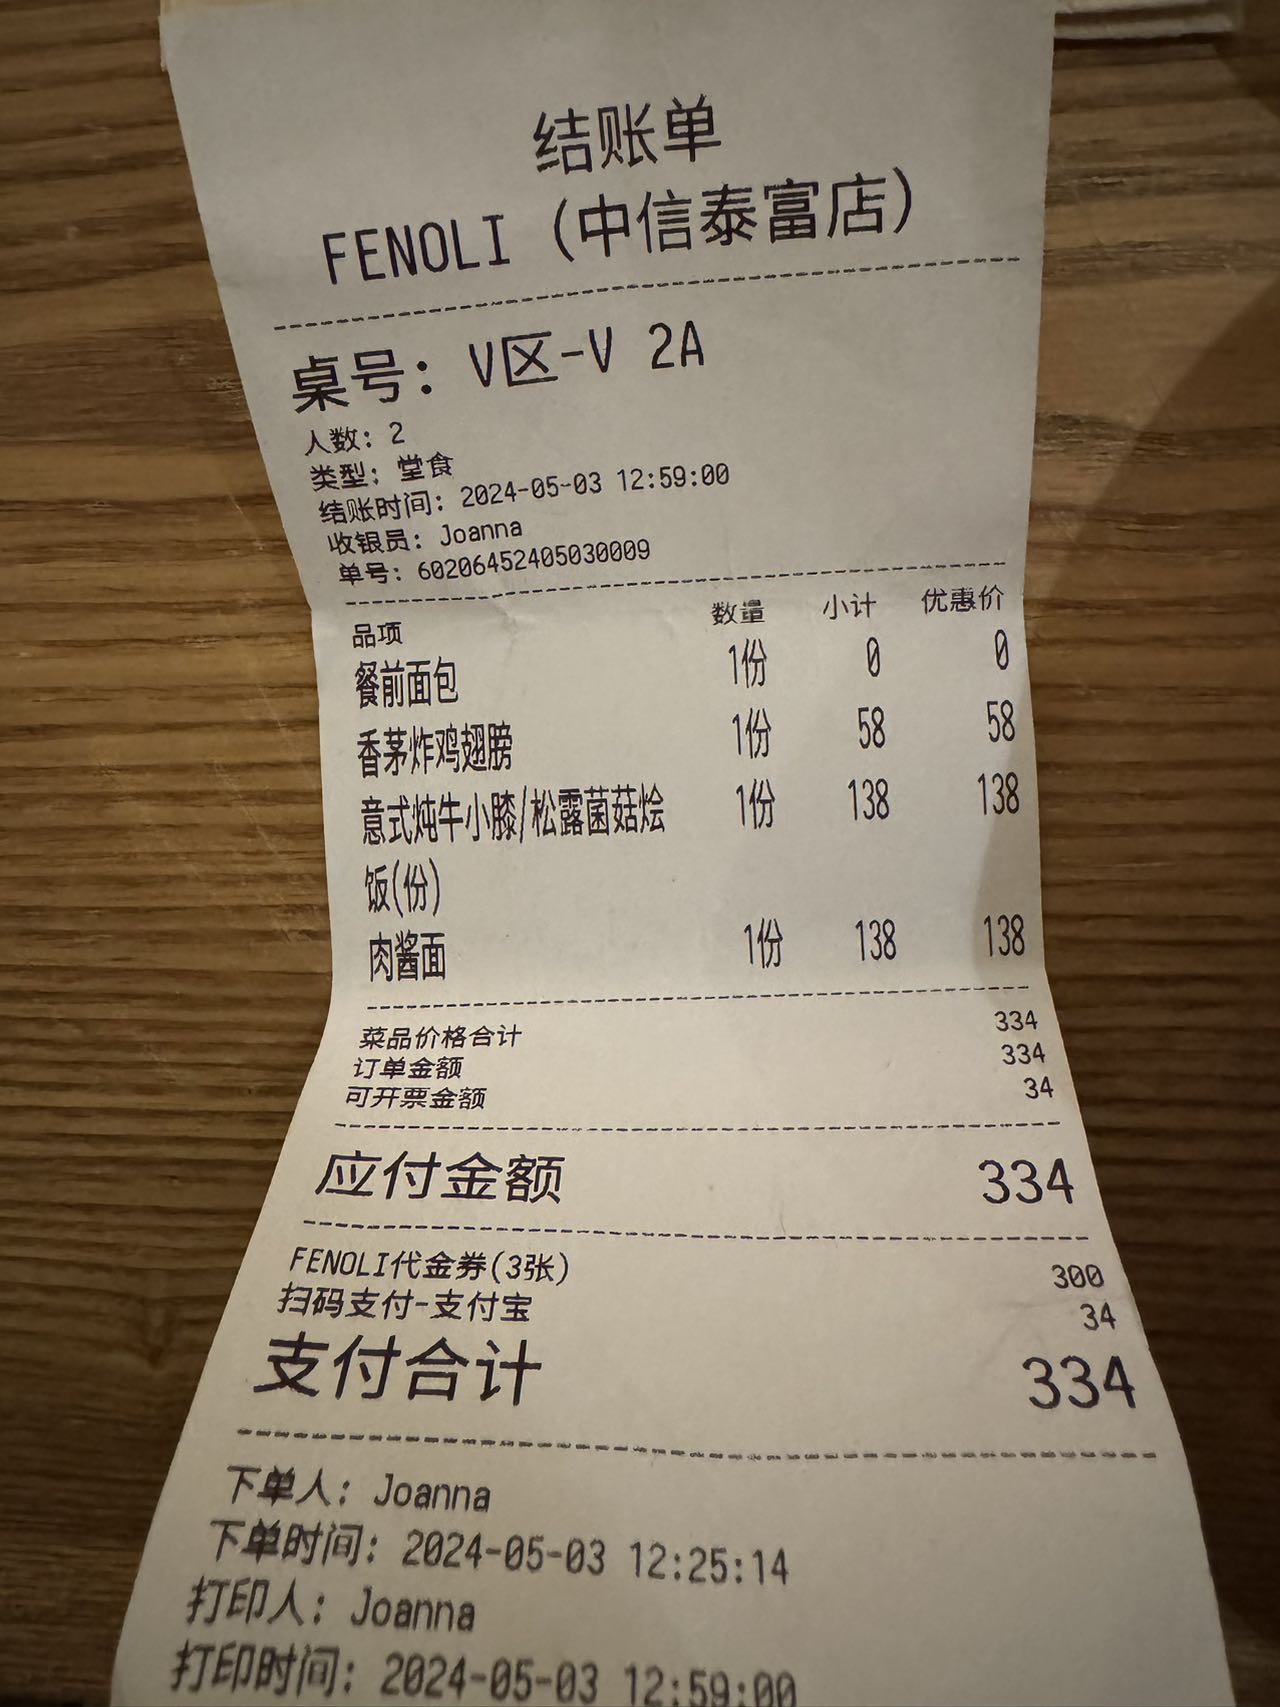 结账单
FENOLI (中信泰富店)
桌号: V区-V 2A
人数: 2
类型: 堂食
结账时间: 2024-05-03 12:59:00
收银员: Joanna
单号: 60206452405030009
品项 数量 小计 优惠价
餐前面包 1份 0 0
香茅炸鸡翅膀 1份 58 58
意式炖牛小膝/松露菌菇烩 1份 138 138
饭(份)
肉酱面 1份 138 138
菜品价格合计 334
订单金额 334
可开票金额 34
应付金额 334
FENOLI代金券(3张) 300
扫码支付-支付宝 34
支付合计 334
下单人: Joanna
下单时间: 2024-05-03 12:25:14
打印人: Joanna
打印时间: 2024-05-03 12:59:00